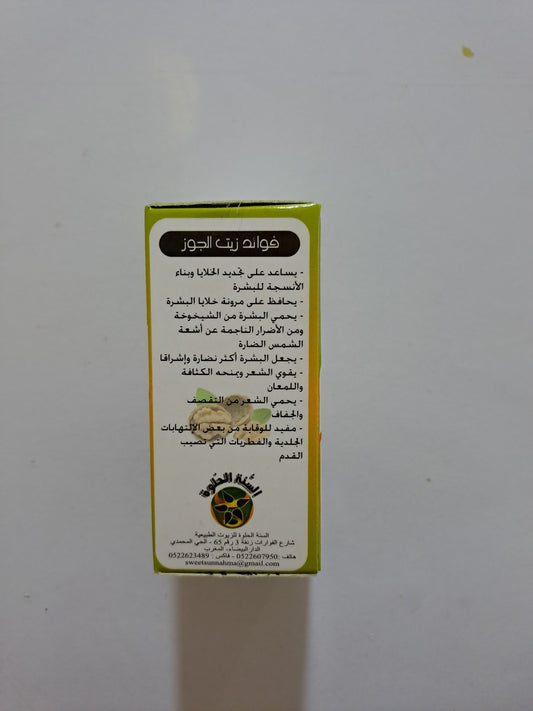 فوائد زيت الجوز
- يساعد على تجديد الخلايا وبناء
الأنسجة للبشرة
- يحافظ على مرونة خلايا البشرة
- يحمي البشرة من الشيخوخة
ومن الأضرار الناجمة عن أشعة
الشمس الضارة
- يجعل البشرة أكثر نضارة وإشراقا
- يقوي الشعر ويمنحه الكثافة
واللمعان
- يحمي الشعر من التقصف
والجفاف
- مفيد للوقاية من بعض الإلتهابات
الجلدية والفطريات التي تصيب
القدم
السنة الحلوة
السنة الحلوة للزيوت الطبيعية
شارع الفوارات زنقة 3 رقم 65 - الحي المحمدي
الدار البيضاء، المغرب
هاتف :0522607950 - فاكس : 0522623489
sweetsunnahma@gmail.com